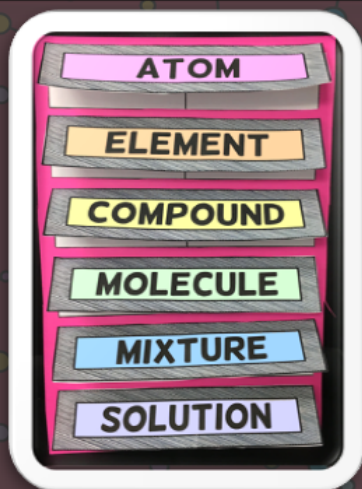 ATOM
ELEMENT
COMPOUND
MOLECULE
MIXTURE
SOLUTION